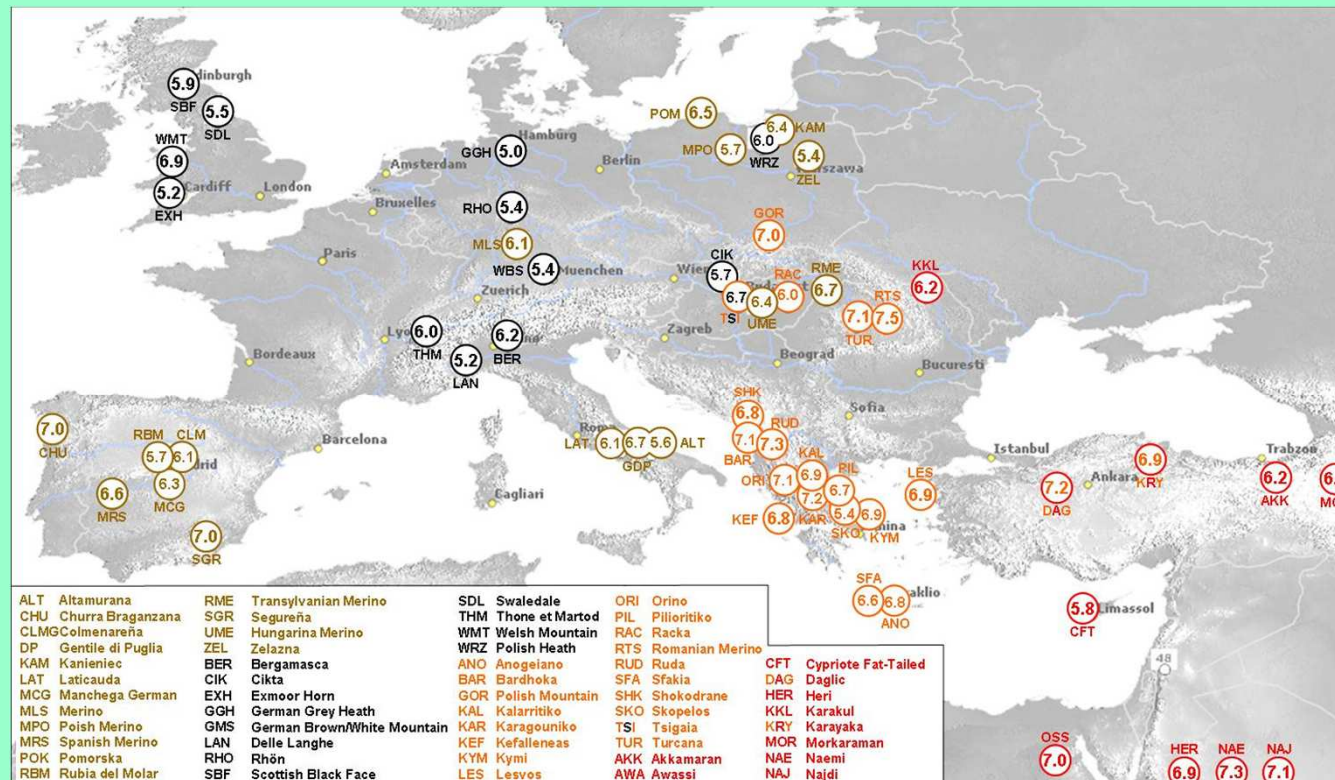 5.9
Edinburgh
SBF
5.5
SDL
WMT
6.9
5.2
Cardiff
EXH
London
POM
6.5
6.4
KAM
6.0
WRZ
MPO
5.7
5.4
Warszawa
ZEL
GGH
5.0
Hamburg
Berlin
Amsterdam
Bruxelles
RHO
5.4
MLS
6.1
WBS
5.4
Muenchen
Paris
Zuerich
GOR
7.0
CIK
5.7
Wien
RAC
6.7
6.4
6.0
TSI
UME
RME
6.7
KKL
6.2
RTS
7.1
7.5
TUR
Lyon
6.0
THM
6.2
BER
5.2
LAN
Zagreb
Beograd
Bucuresti
Bordeaux
SHK
6.8
Sofia
RUD
7.1
7.3
BAR
7.0
CHU
RBM
CLM
5.7
6.1
Madrid
6.3
MCG
6.6
MRS
7.0
SGR
Barcelona
Roma
LAT
6.1
6.7
5.6
ALT
GDP
Cagliari
KAL
ORI
7.1
6.9
PIL
6.7
7.2
KEF
6.8
KAR
5.4
6.9
SKO
KYM
LES
6.9
Istanbul
Trabzon
7.2
DAG
Ankara
6.9
KRY
6.2
AKK
SFA
6.6
6.8
ANO
5.8
Limassol
CFT
48
OSS
7.0
HER
6.9
NAE
7.3
NAJ
7.1
ALT Altamurana
CHU Churra Braganzana
CLMGColmenareña
DP Gentile di Puglia
KAM Kanieniec
LAT Laticauda
MCG Manchega German
MLS Merino
MPO Poish Merino
MRS Spanish Merino
POK Pomorska
RBM Rubia del Molar
RME Transylvanian Merino
SGR Segureña
UME Hungarina Merino
ZEL Zelazna
BER Bergamasca
CIK Cikta
EXH Exmoor Horn
GGH German Grey Heath
GMS German Brown/White Mountain
LAN Delle Langhe
RHO Rhön
SBF Scottish Black Face
SDL Swaledale
THM Thone et Martod
WMT Welsh Mountain
WRZ Polish Heath
ANO Anogeiano
BAR Bardhoka
GOR Polish Mountain
KAL Kalarritiko
KAR Karagouniko
KEF Kefalleneas
KYM Kymi
LES Lesvos
ORI Orino
PIL Pilioritiko
RAC Racka
RTS Romanian Merino
RUD Ruda
SFA Sfakia
SHK Shokodrane
SKO Skopelos
TSI Tsigaia
TUR Turcana
AKK Akkamaran
AWA Awassi
CFT Cypriote Fat-Tailed
DAG Daglic
HER Heri
KKL Karakul
KRY Karayaka
MOR Morkaraman
NAE Naemi
NAJ Najdi